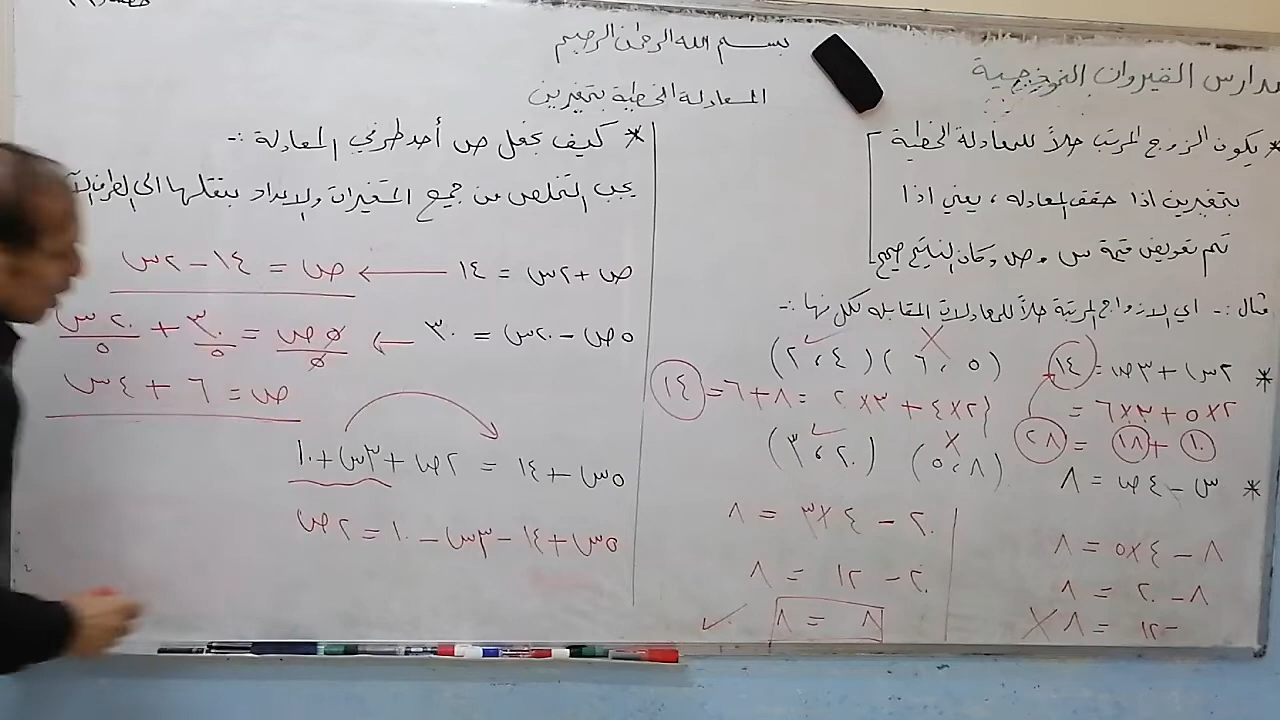 بسم الله الرحمن الرحيم
مدارس القيروان النموذجية
المعادلة الخطية بمتغيرين
* يكون الزوج المرتب حلاً للمعادلة الخطية
بمتغيرين اذا حقق المعادله ، يعني اذا
تم تعويض قيمة س ، ص وكان الناتج صحيح
مثال :- اي الازواج المرتبة حلاً للمعادلات المقابله لكل منها :-
* ٢س + ٣ص = ١٤ (٥ ، ٦) ✗ (٤ ، ٢) ✓
٢×٥ + ٣×٦ =
١٠ + ١٨ = ٢٨
٢×٤ + ٣×٢ = ٨ + ٦ = ١٤
* س - ٤ص = ٨ (٨ ، ٥) ✗ (٢٠ ، ٣) ✓
٨ - ٤×٥ = ٨
٨ - ٢٠ = ٨
-١٢ = ٨ ✗
٢٠ - ٤×٣ = ٨
٢٠ - ١٢ = ٨
٨ = ٨ ✓
* كيف نجعل ص أحد طرفي المعادلة :-
يجب التخلص من جميع المتغيرات والاعداد بنقلها الى الطرف
ص + ٢س = ١٤ ← ص = ١٤ - ٢س
٥ص - ٢٠س = ٣٠ ← ٥ص/٥ = ٣٠/٥ + ٢٠س/٥
ص = ٦ + ٤س
٥س + ١٤ = ٢ص + ٣س + ١٠
٥س + ١٤ - ٣س - ١٠ = ٢ص